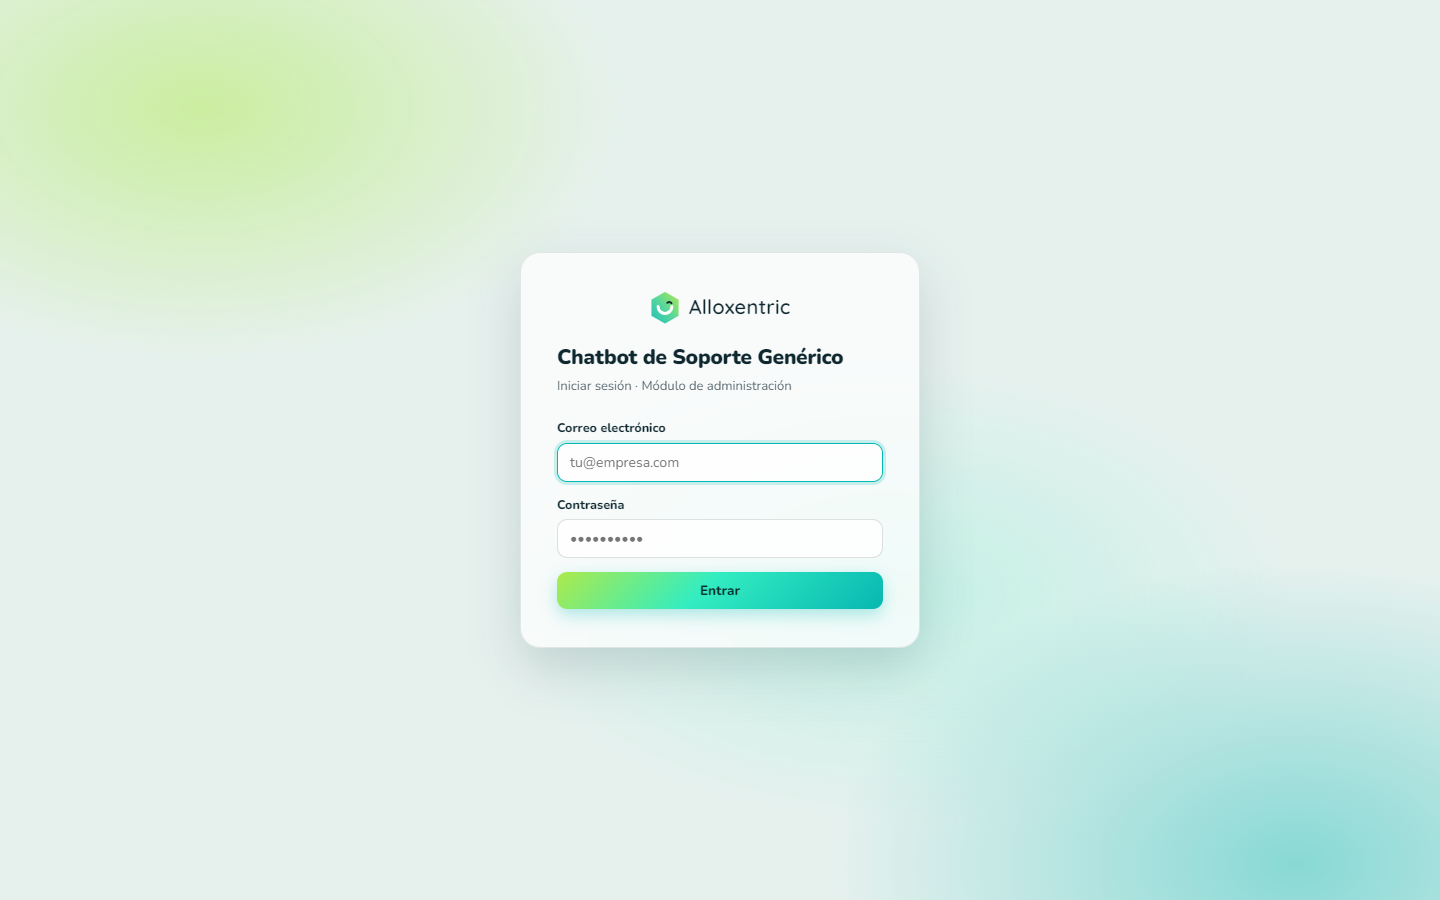 Alloxentric
Chatbot de Soporte Genérico
Iniciar sesión · Módulo de administración
Correo electrónico
tu@empresa.com
Contraseña
••••••••••
Entrar